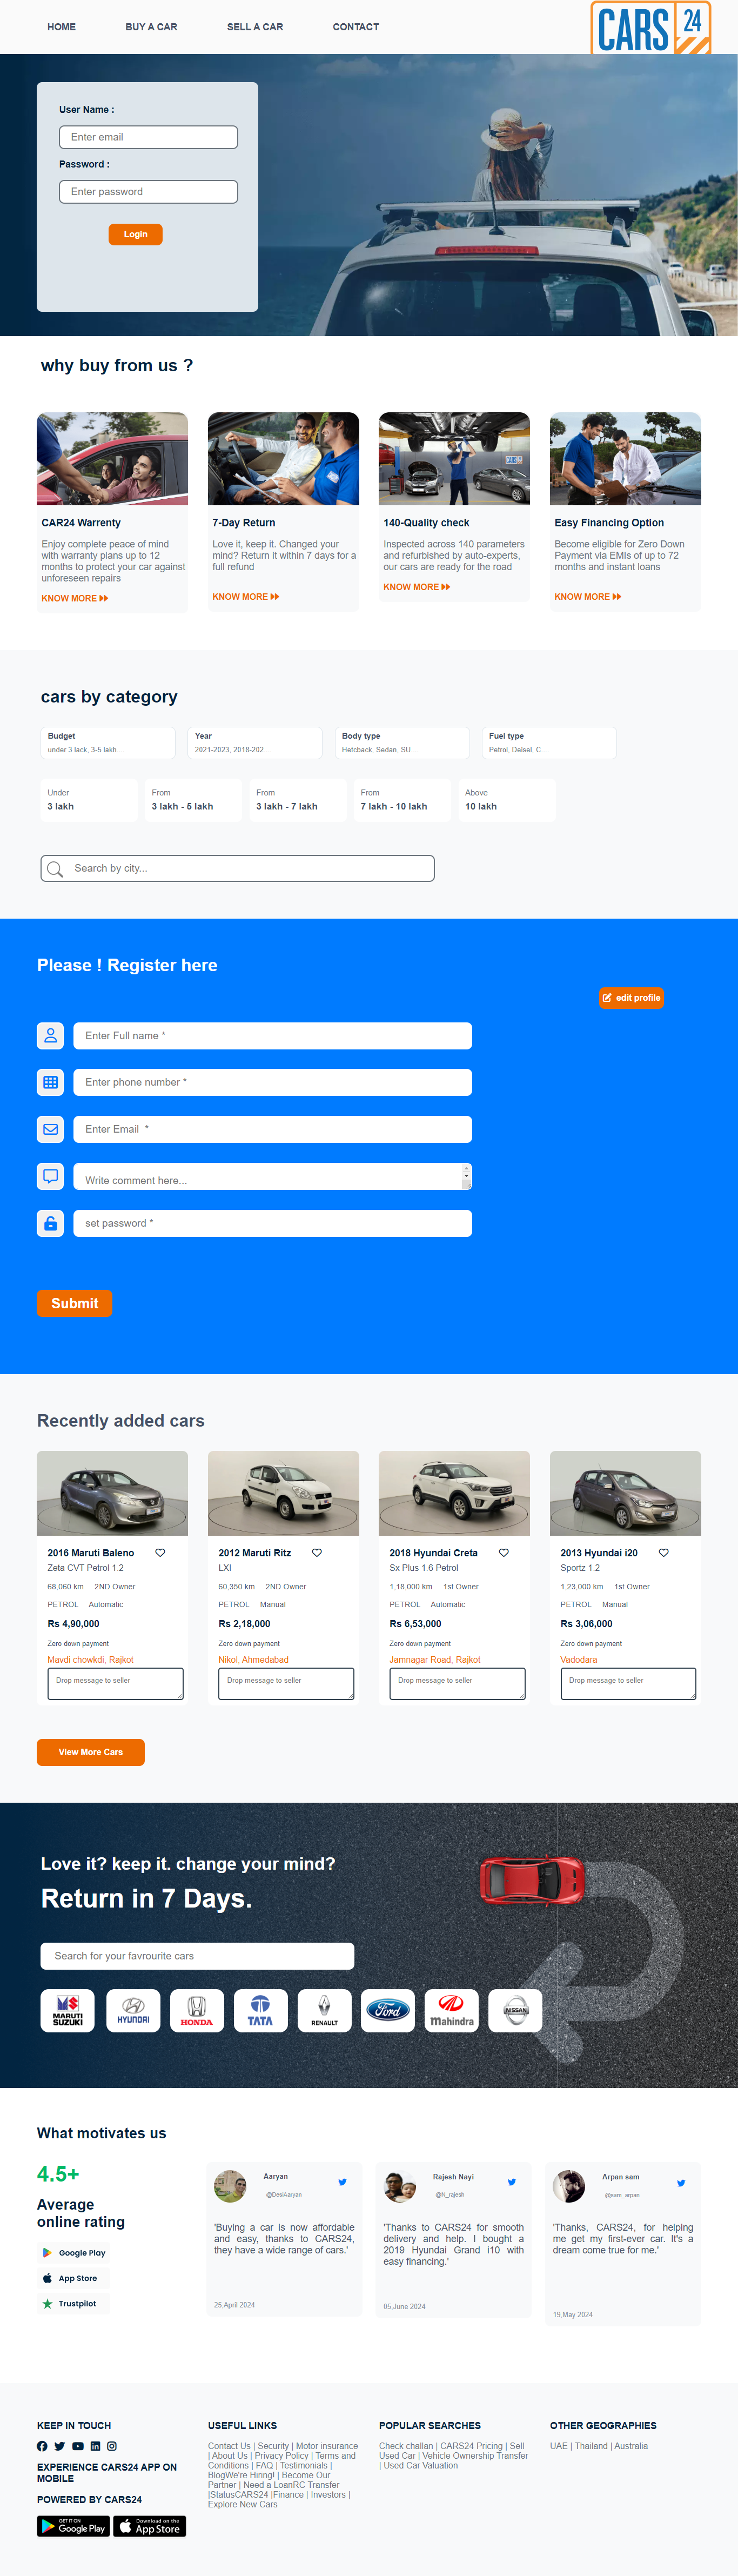 HOME BUY A CAR SELL A CAR CONTACT
CARS 24
User Name :
Enter email
Password :
Enter password
Login
why buy from us ?
CAR24 Warrenty
Enjoy complete peace of mind
with warranty plans up to 12
months to protect your car against
unforeseen repairs
KNOW MORE
7-Day Return
Love it, keep it. Changed your
mind? Return it within 7 days for a
full refund
KNOW MORE
CARS24
140-Quality check
Inspected across 140 parameters
and refurbished by auto-experts,
our cars are ready for the road
KNOW MORE
Easy Financing Option
Become eligible for Zero Down
Payment via EMIs of up to 72
months and instant loans
KNOW MORE
cars by category
Budget
under 3 lack, 3-5 lakh....
Year
2021-2023, 2018-202....
Body type
Hetcback, Sedan, SU....
Fuel type
Petrol, Deisel, C....
Under
3 lakh
From
3 lakh - 5 lakh
From
3 lakh - 7 lakh
From
7 lakh - 10 lakh
Above
10 lakh
Search by city...
Please ! Register here
edit profile
Enter Full name *
Enter phone number *
Enter Email  *
Write comment here...
set password *
Submit
Recently added cars
2016 Maruti Baleno
Zeta CVT Petrol 1.2
68,060 km 2ND Owner
PETROL Automatic
Rs 4,90,000
Zero down payment
Mavdi chowkdi, Rajkot
Drop message to seller
2012 Maruti Ritz
LXI
60,350 km 2ND Owner
PETROL Manual
Rs 2,18,000
Zero down payment
Nikol, Ahmedabad
Drop message to seller
2018 Hyundai Creta
Sx Plus 1.6 Petrol
1,18,000 km 1st Owner
PETROL Automatic
Rs 6,53,000
Zero down payment
Jamnagar Road, Rajkot
Drop message to seller
2013 Hyundai i20
Sportz 1.2
1,23,000 km 1st Owner
PETROL Manual
Rs 3,06,000
Zero down payment
Vadodara
Drop message to seller
View More Cars
Love it? keep it. change your mind?
Return in 7 Days.
Search for your favrourite cars
MARUTI
SUZUKI
HYUNDAI
HONDA
TATA
RENAULT
Ford
Mahindra
NISSAN
What motivates us
4.5+
Average
online rating
Google Play
App Store
Trustpilot
Aaryan
@DesiAaryan
'Buying a car is now affordable
and easy, thanks to CARS24,
they have a wide range of cars.'
25,April 2024
Rajesh Nayi
@N_rajesh
'Thanks to CARS24 for smooth
delivery and help. I bought a
2019 Hyundai Grand i10 with
easy financing.'
05,June 2024
Arpan sam
@sam_arpan
'Thanks, CARS24, for helping
me get my first-ever car. It's a
dream come true for me.'
19,May 2024
KEEP IN TOUCH
EXPERIENCE CARS24 APP ON
MOBILE
POWERED BY CARS24
GET IT ON
Google Play
Download on the
App Store
USEFUL LINKS
Contact Us | Security | Motor insurance
| About Us | Privacy Policy | Terms and
Conditions | FAQ | Testimonials |
BlogWe're Hiring! | Become Our
Partner | Need a LoanRC Transfer
|StatusCARS24 |Finance | Investors |
Explore New Cars
POPULAR SEARCHES
Check challan | CARS24 Pricing | Sell
Used Car | Vehicle Ownership Transfer
| Used Car Valuation
OTHER GEOGRAPHIES
UAE | Thailand | Australia